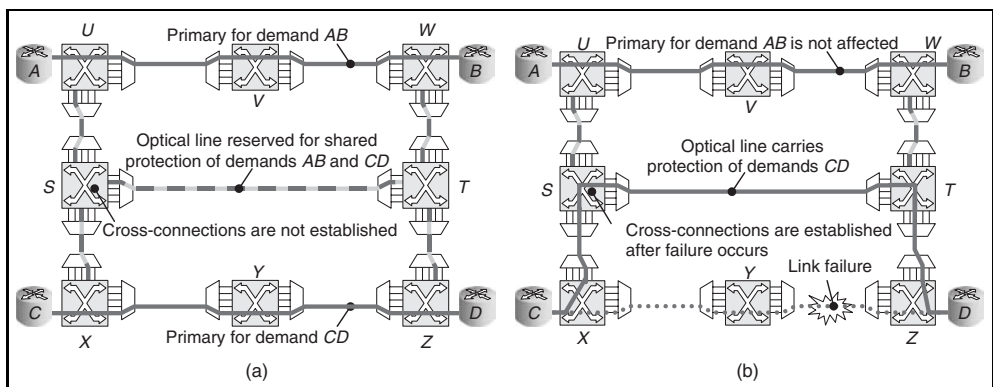 U
W
Primary for demand AB
A
B
V
Optical line reserved for shared
protection of demands AB and CD
S
T
Cross-connections are not established
Y
C
D
Primary for demand CD
X
Z
(a)
U
Primary for demand AB is not affected
W
A
B
V
Optical line carries
protection of demands CD
S
T
Cross-connections are established
after failure occurs
Y
Link failure
C
D
X
Z
(b)